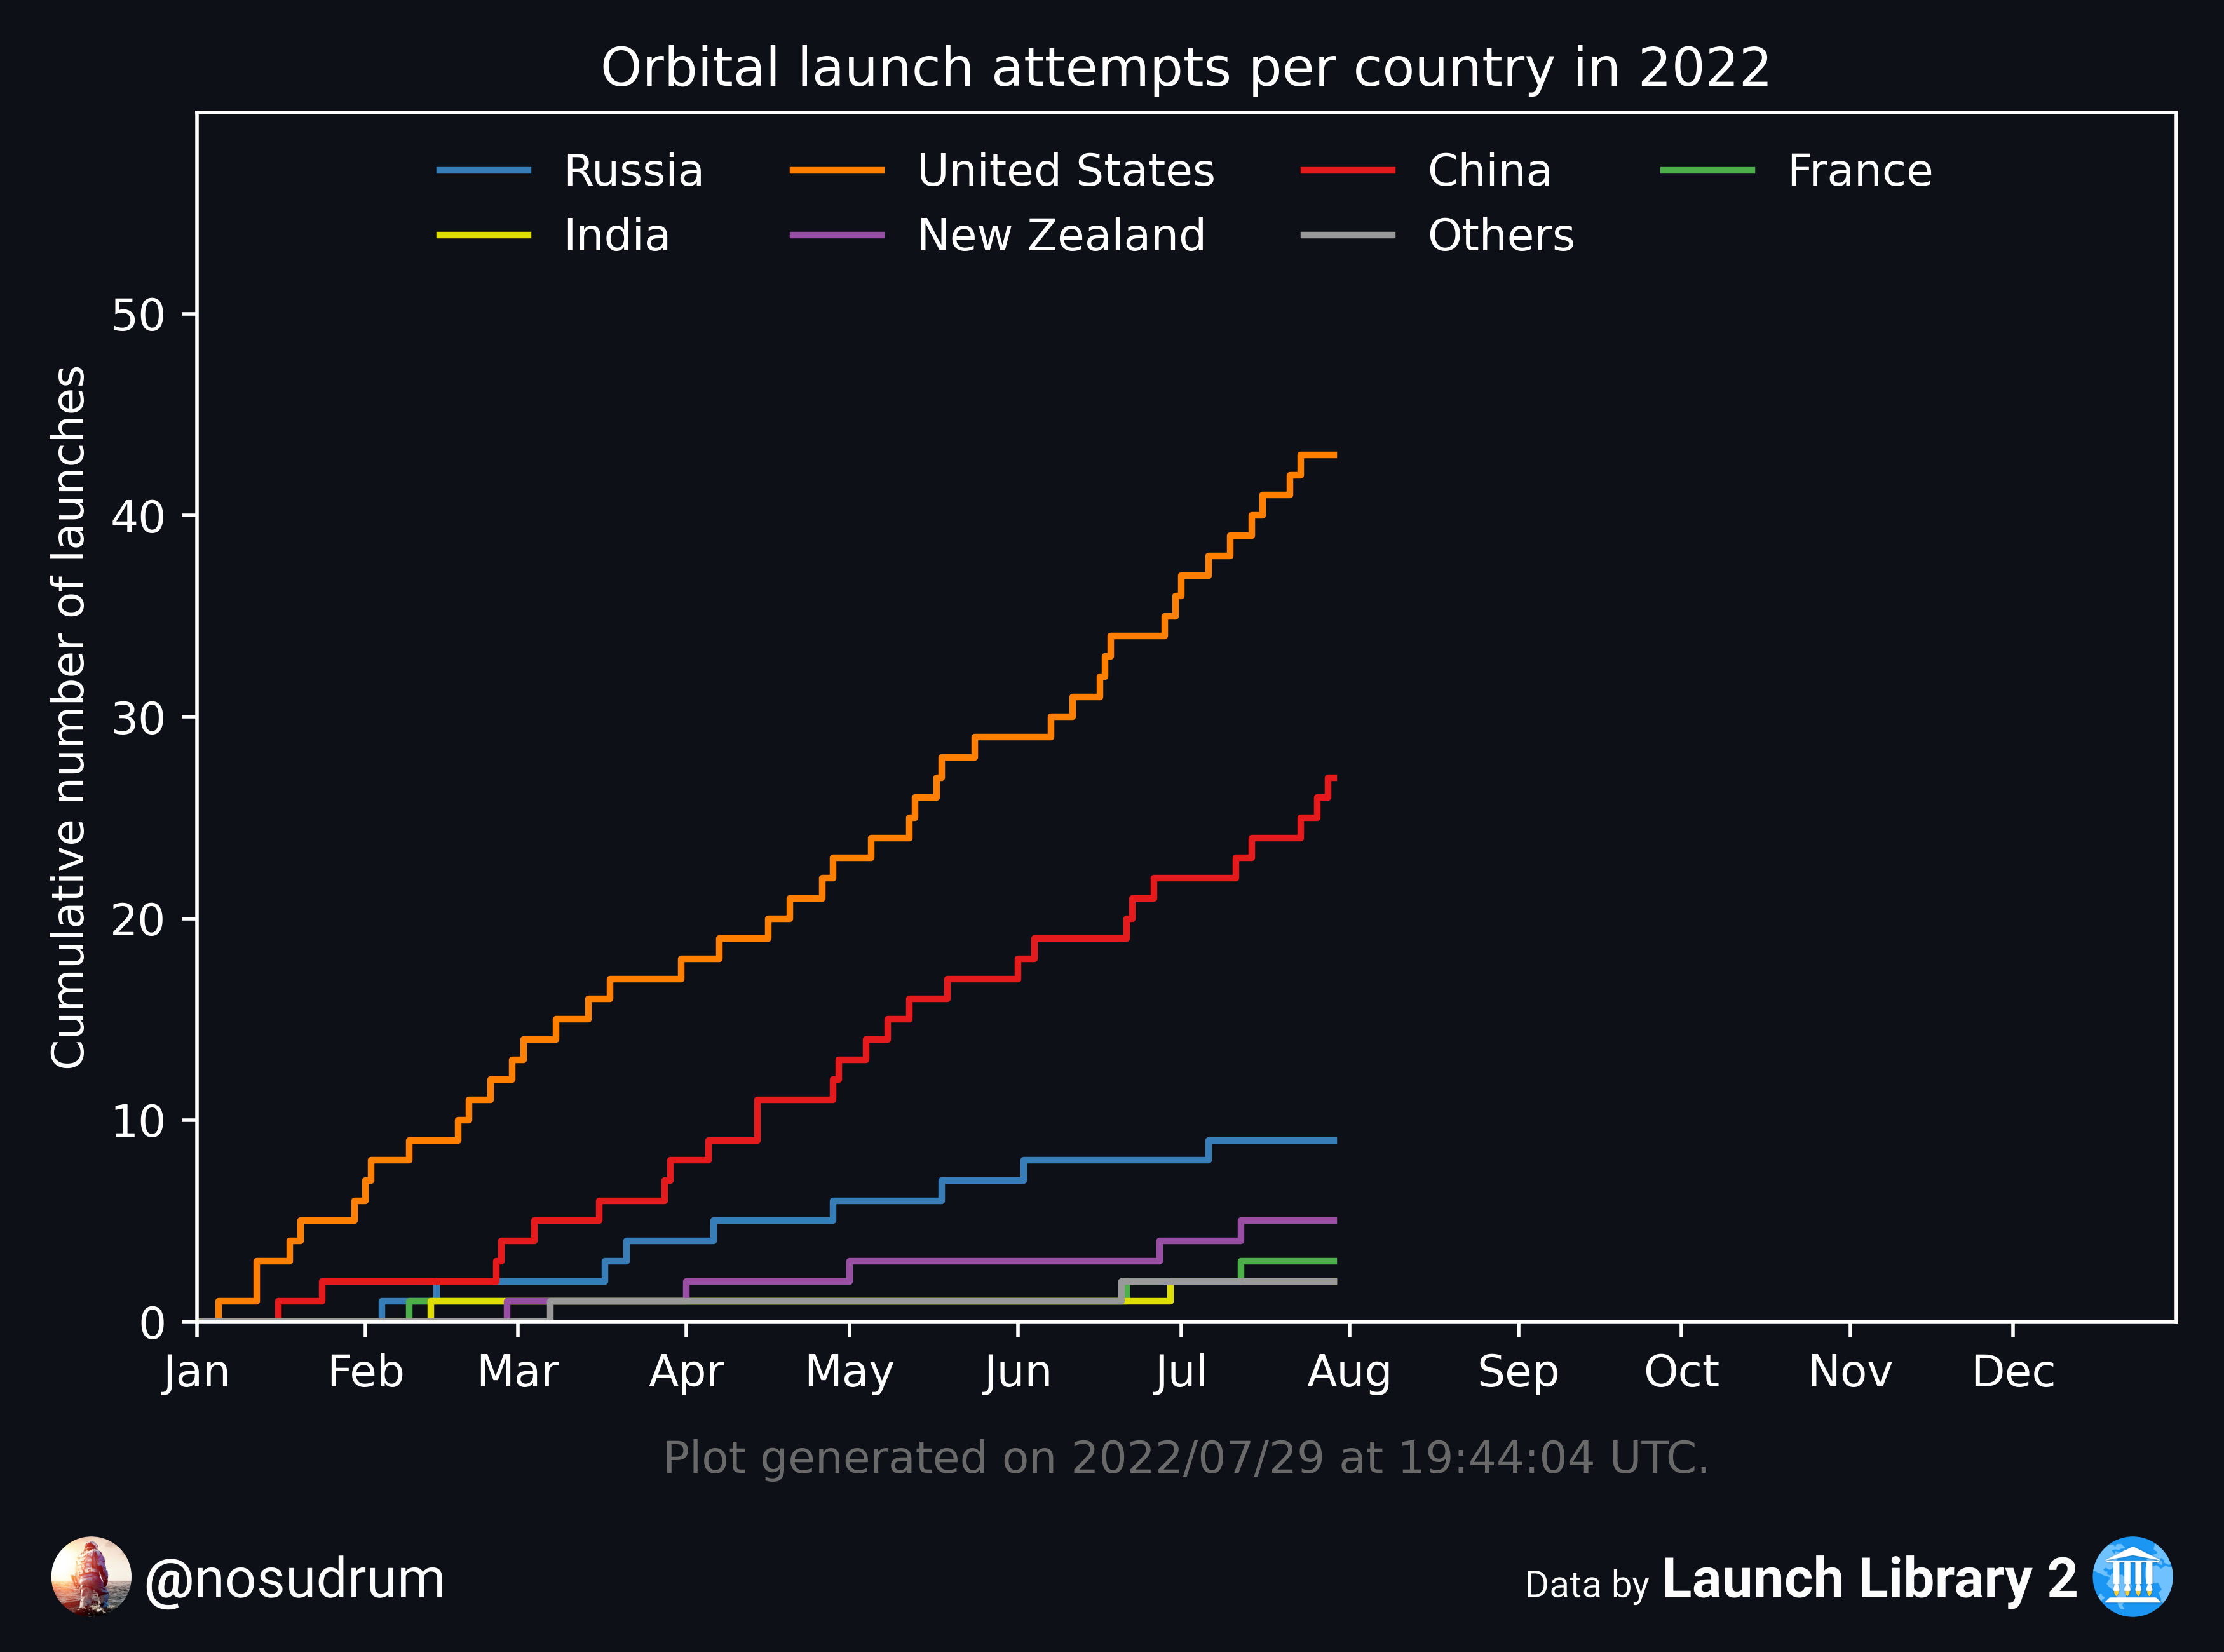 Orbital launch attempts per country in 2022
Russia United States China France
India New Zealand Others
Cumulative number of launches
50
40
30
20
10
0
Jan Feb Mar Apr May Jun Jul Aug Sep Oct Nov Dec
Plot generated on 2022/07/29 at 19:44:04 UTC.
@nosudrum
Data by Launch Library 2